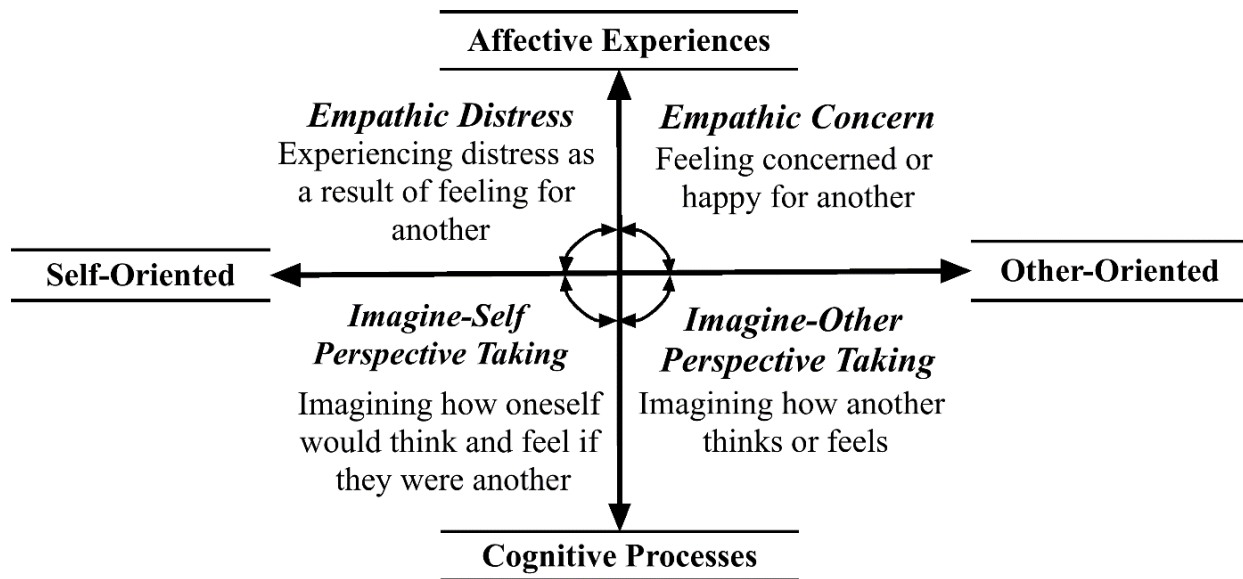 Affective Experiences
Empathic Distress
Experiencing distress as
a result of feeling for
another
Empathic Concern
Feeling concerned or
happy for another
Self-Oriented
Other-Oriented
Imagine-Self
Perspective Taking
Imagining how oneself
would think and feel if
they were another
Imagine-Other
Perspective Taking
Imagining how another
thinks or feels
Cognitive Processes